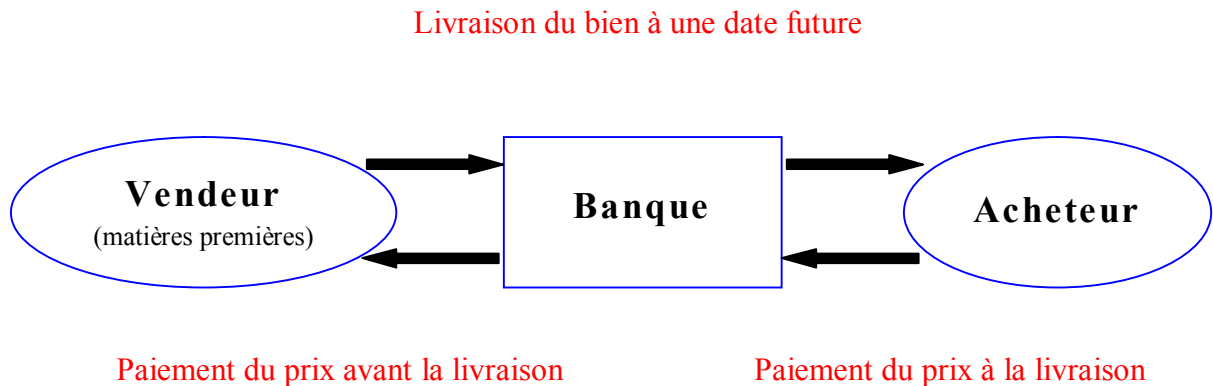 Livraison du bien à une date future
Vendeur
(matières premières)
Banque
Acheteur
Paiement du prix avant la livraison
Paiement du prix à la livraison